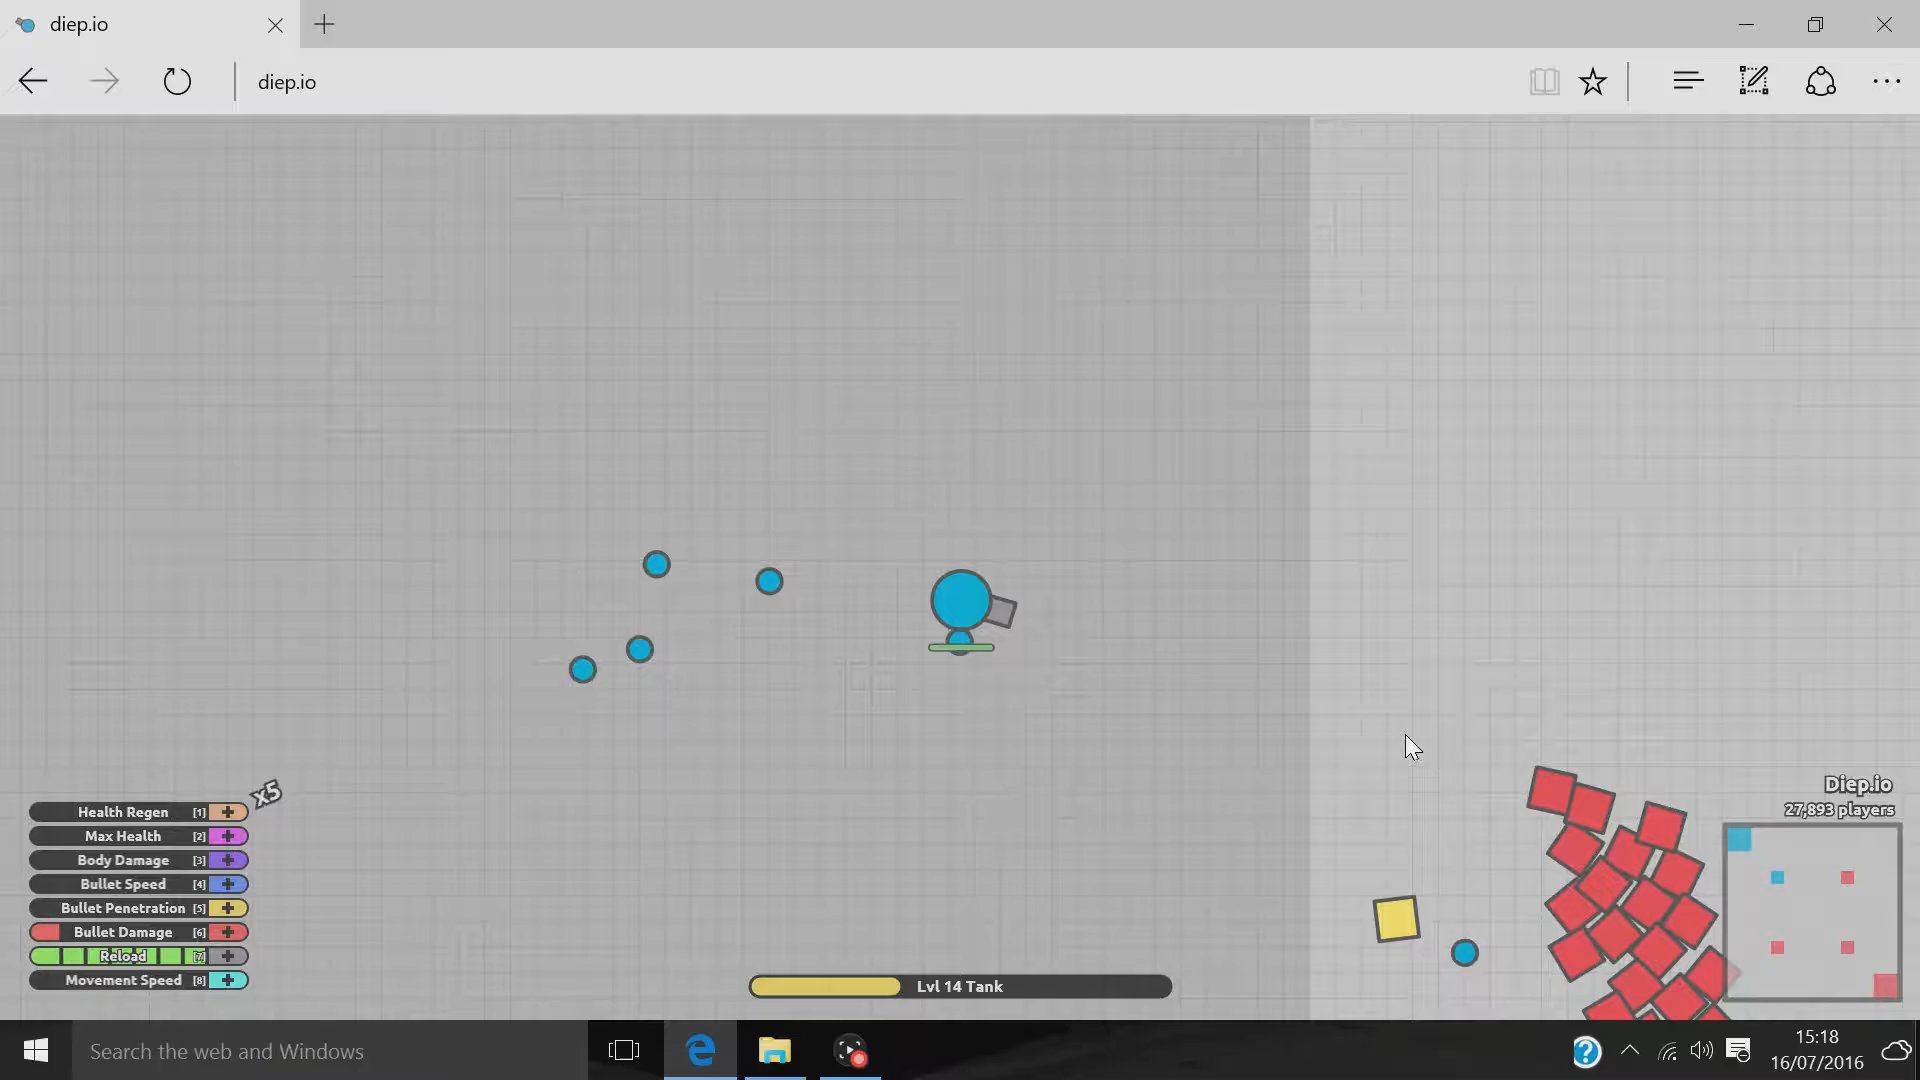 diep.io
diep.io
x5
Health Regen [1]
Max Health [2]
Body Damage [3]
Bullet Speed [4]
Bullet Penetration [5]
Bullet Damage [6]
Reload [7]
Movement Speed [8]
Lvl 14 Tank
Diep.io
27,893 players
Search the web and Windows
15:18
16/07/2016